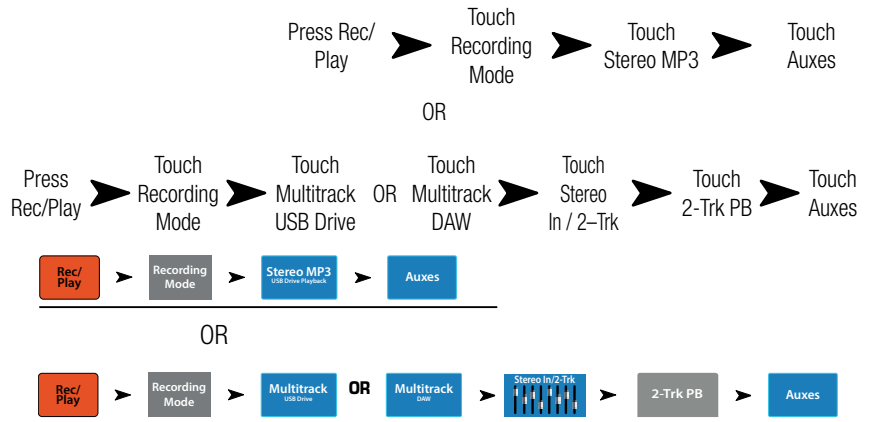 Press Rec/
Play
Touch
Recording
Mode
Touch
Stereo MP3
Touch
Auxes
OR
Press
Rec/Play
Touch
Recording
Mode
Touch
Multitrack
USB Drive
OR
Touch
Multitrack
DAW
Touch
Stereo
In / 2–Trk
Touch
2-Trk PB
Touch
Auxes
Rec/
Play
Recording
Mode
Stereo MP3
USB Drive Playback
Auxes
OR
Rec/
Play
Recording
Mode
Multitrack
USB Drive
OR
Multitrack
DAW
Stereo In/2-Trk
2-Trk PB
Auxes